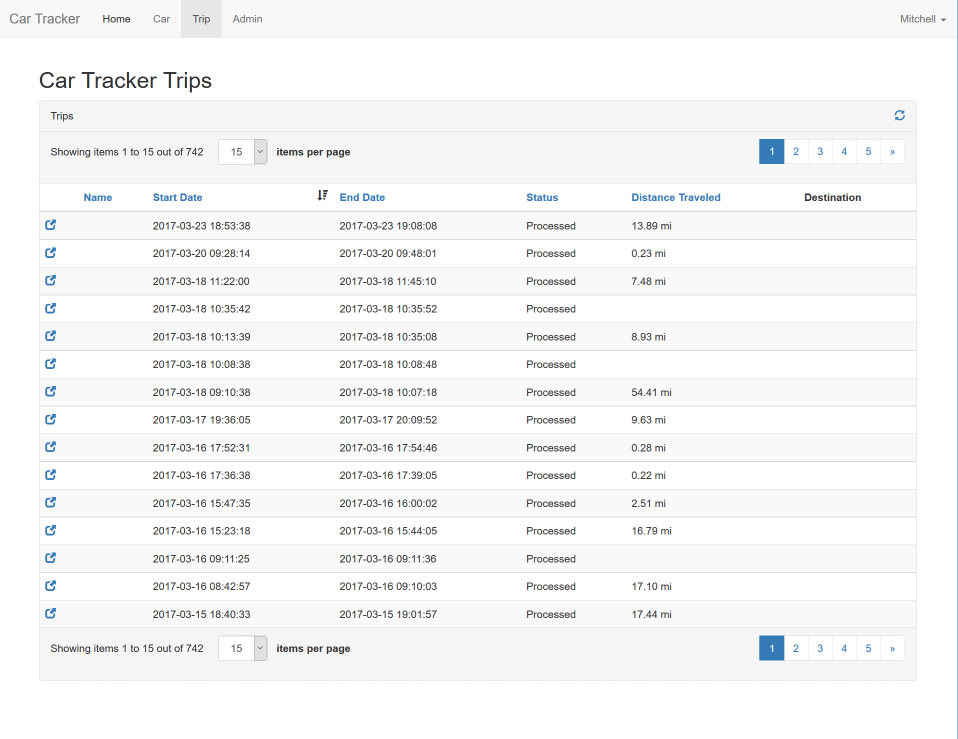 Car Tracker Home Car Trip Admin Mitchell
Car Tracker Trips
Trips
Showing items 1 to 15 out of 742 15 items per page 1 2 3 4 5 »
Name Start Date End Date Status Distance Traveled Destination
2017-03-23 18:53:38 2017-03-23 19:08:08 Processed 13.89 mi
2017-03-20 09:28:14 2017-03-20 09:48:01 Processed 0.23 mi
2017-03-18 11:22:00 2017-03-18 11:45:10 Processed 7.48 mi
2017-03-18 10:35:42 2017-03-18 10:35:52 Processed
2017-03-18 10:13:39 2017-03-18 10:35:08 Processed 8.93 mi
2017-03-18 10:08:38 2017-03-18 10:08:48 Processed
2017-03-18 09:10:38 2017-03-18 10:07:18 Processed 54.41 mi
2017-03-17 19:36:05 2017-03-17 20:09:52 Processed 9.63 mi
2017-03-16 17:52:31 2017-03-16 17:54:46 Processed 0.28 mi
2017-03-16 17:36:38 2017-03-16 17:39:05 Processed 0.22 mi
2017-03-16 15:47:35 2017-03-16 16:00:02 Processed 2.51 mi
2017-03-16 15:23:18 2017-03-16 15:44:05 Processed 16.79 mi
2017-03-16 09:11:25 2017-03-16 09:11:36 Processed
2017-03-16 08:42:57 2017-03-16 09:10:03 Processed 17.10 mi
2017-03-15 18:40:33 2017-03-15 19:01:57 Processed 17.44 mi
Showing items 1 to 15 out of 742 15 items per page 1 2 3 4 5 »